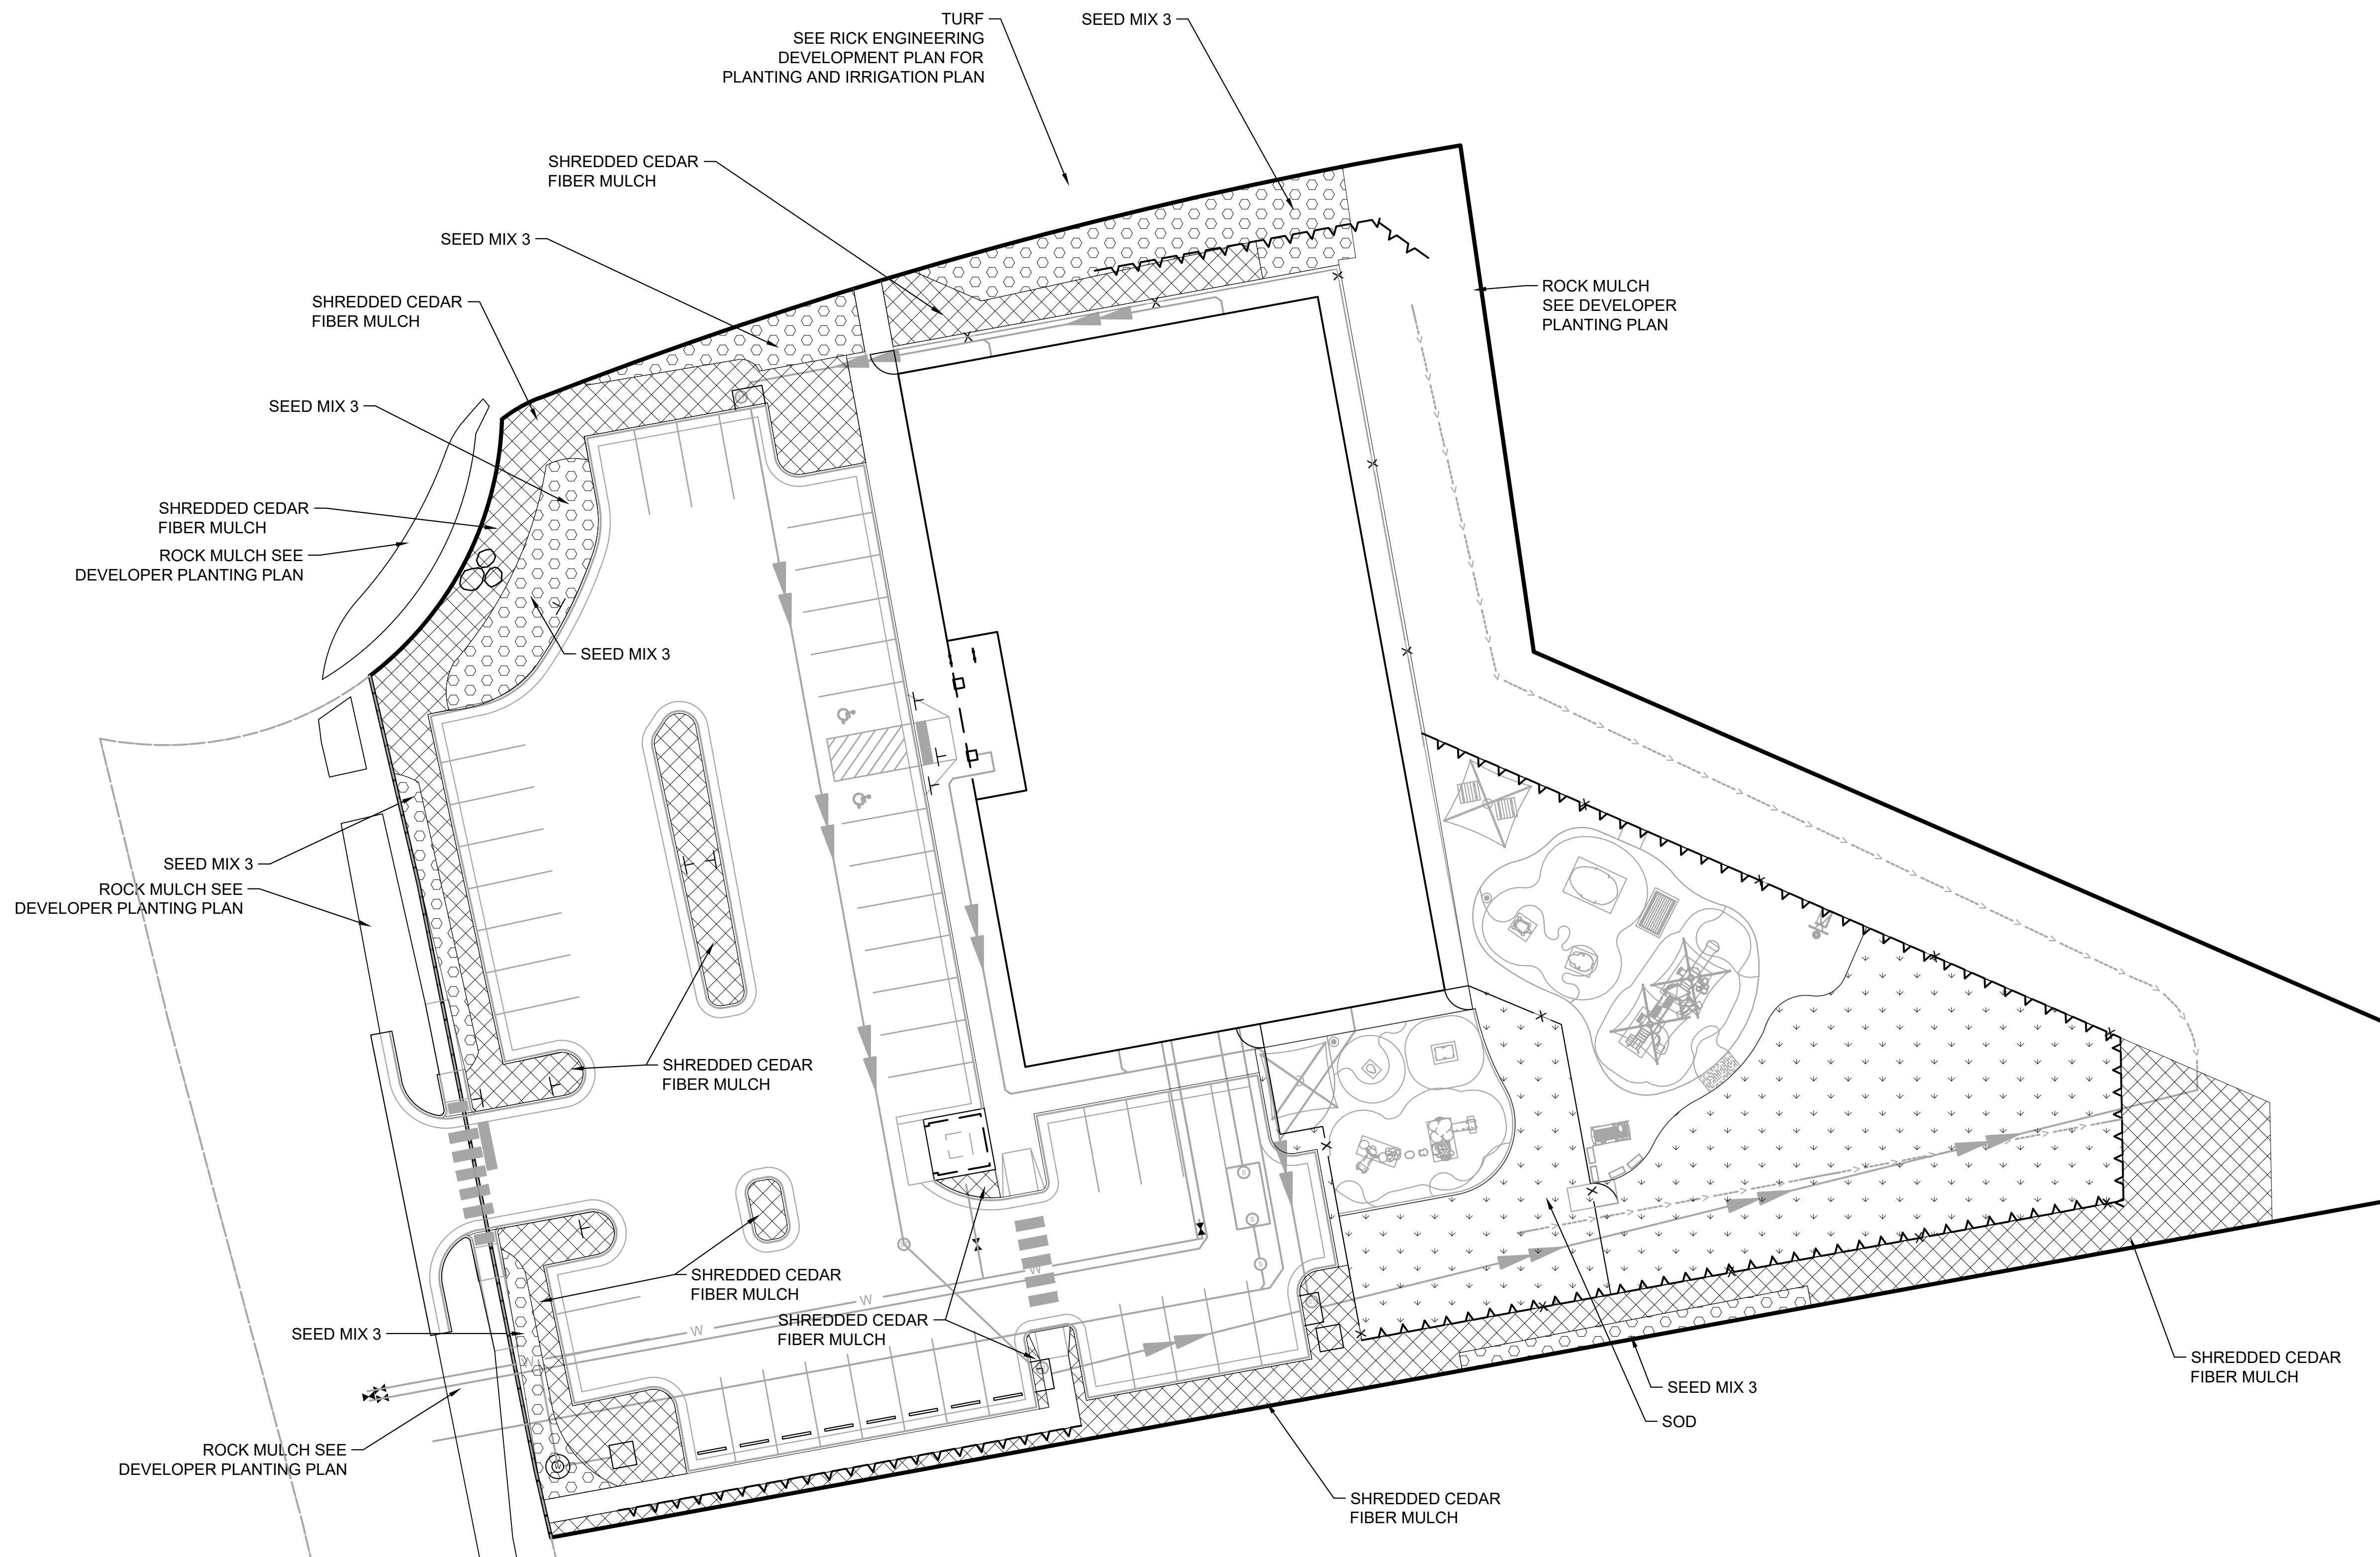 TURF
SEE RICK ENGINEERING
DEVELOPMENT PLAN FOR
PLANTING AND IRRIGATION PLAN
SEED MIX 3
SHREDDED CEDAR
FIBER MULCH
SEED MIX 3
SHREDDED CEDAR
FIBER MULCH
ROCK MULCH
SEE DEVELOPER
PLANTING PLAN
SEED MIX 3
SHREDDED CEDAR
FIBER MULCH
ROCK MULCH SEE
DEVELOPER PLANTING PLAN
SEED MIX 3
SEED MIX 3
ROCK MULCH SEE
DEVELOPER PLANTING PLAN
SHREDDED CEDAR
FIBER MULCH
S
S
S
W
SHREDDED CEDAR
FIBER MULCH
W
SHREDDED CEDAR
FIBER MULCH
W
SEED MIX 3
W
SHREDDED CEDAR
FIBER MULCH
SEED MIX 3
SOD
ROCK MULCH SEE
DEVELOPER PLANTING PLAN
W
SHREDDED CEDAR
FIBER MULCH